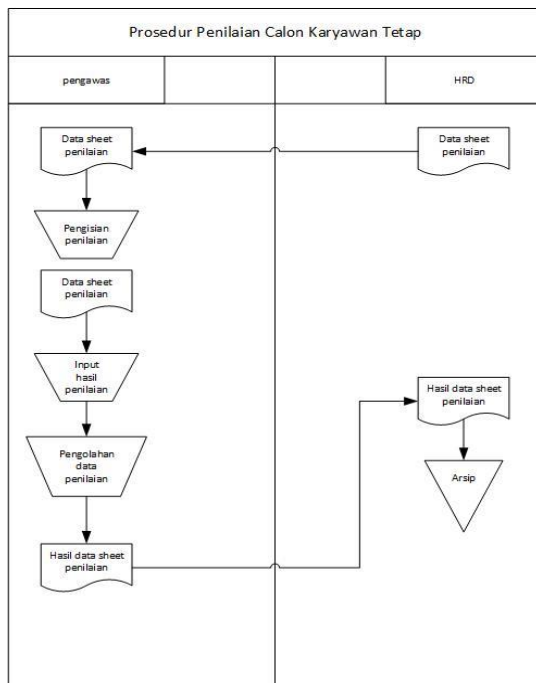 Prosedur Penilaian Calon Karyawan Tetap
pengawas
HRD
Data sheet
penilaian
Data sheet
penilaian
Pengisian
penilaian
Data sheet
penilaian
Input
hasil
penilaian
Hasil data sheet
penilaian
Pengolahan
data
penilaian
Arsip
Hasil data sheet
penilaian